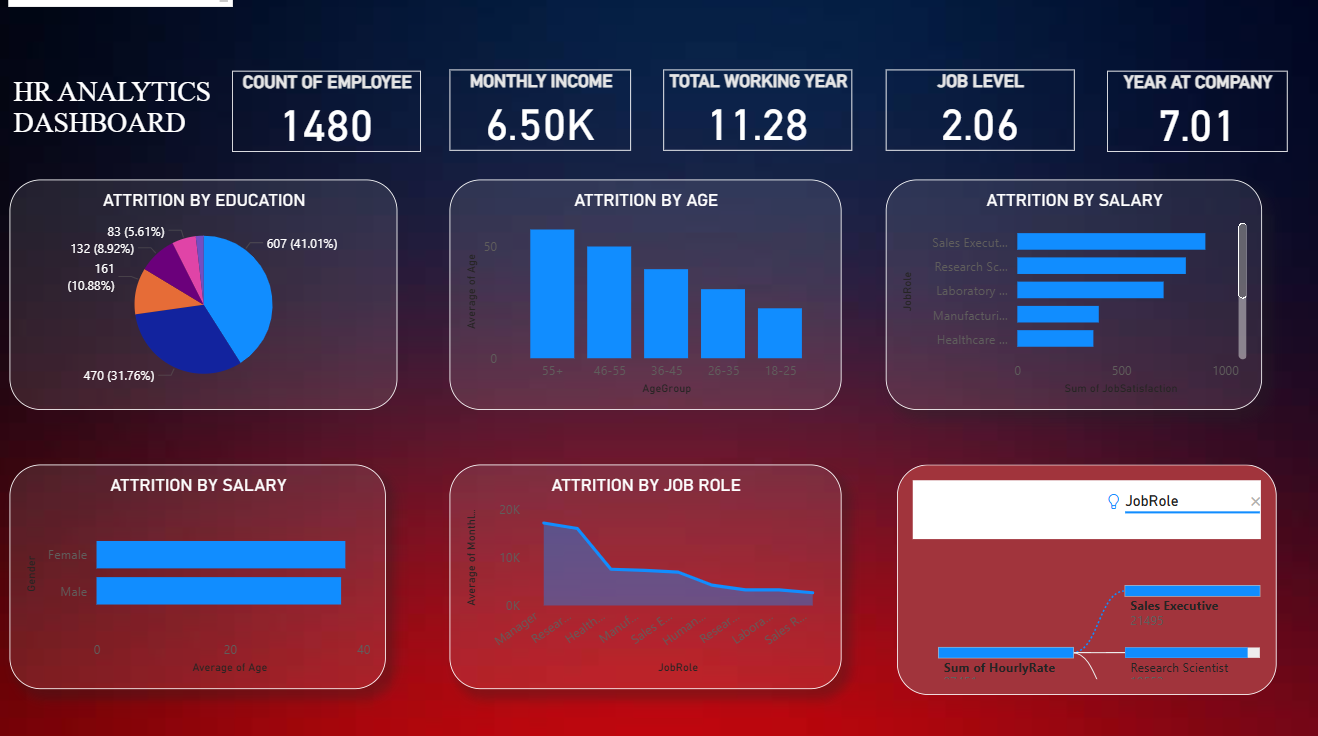 HR ANALYTICS
DASHBOARD
COUNT OF EMPLOYEE
1480
MONTHLY INCOME
6.50K
TOTAL WORKING YEAR
11.28
JOB LEVEL
2.06
YEAR AT COMPANY
7.01
ATTRITION BY EDUCATION
83 (5.61%)
132 (8.92%)
161
(10.88%)
607 (41.01%)
470 (31.76%)
ATTRITION BY AGE
Average of Age
50
0
55+
46-55
36-45
26-35
18-25
AgeGroup
ATTRITION BY SALARY
JobRole
Sales Execut...
Research Sc...
Laboratory ...
Manufacturi...
Healthcare ...
0
500
1000
Sum of JobSatisfaction
ATTRITION BY SALARY
Gender
Female
Male
0
20
40
Average of Age
ATTRITION BY JOB ROLE
Average of Monthl...
20K
10K
0K
Manager
Resear...
Health...
Manuf...
Sales E...
Human...
Resear...
Labora...
Sales R...
JobRole
JobRole
Sales Executive
Sum of HourlyRate
Research Scientist